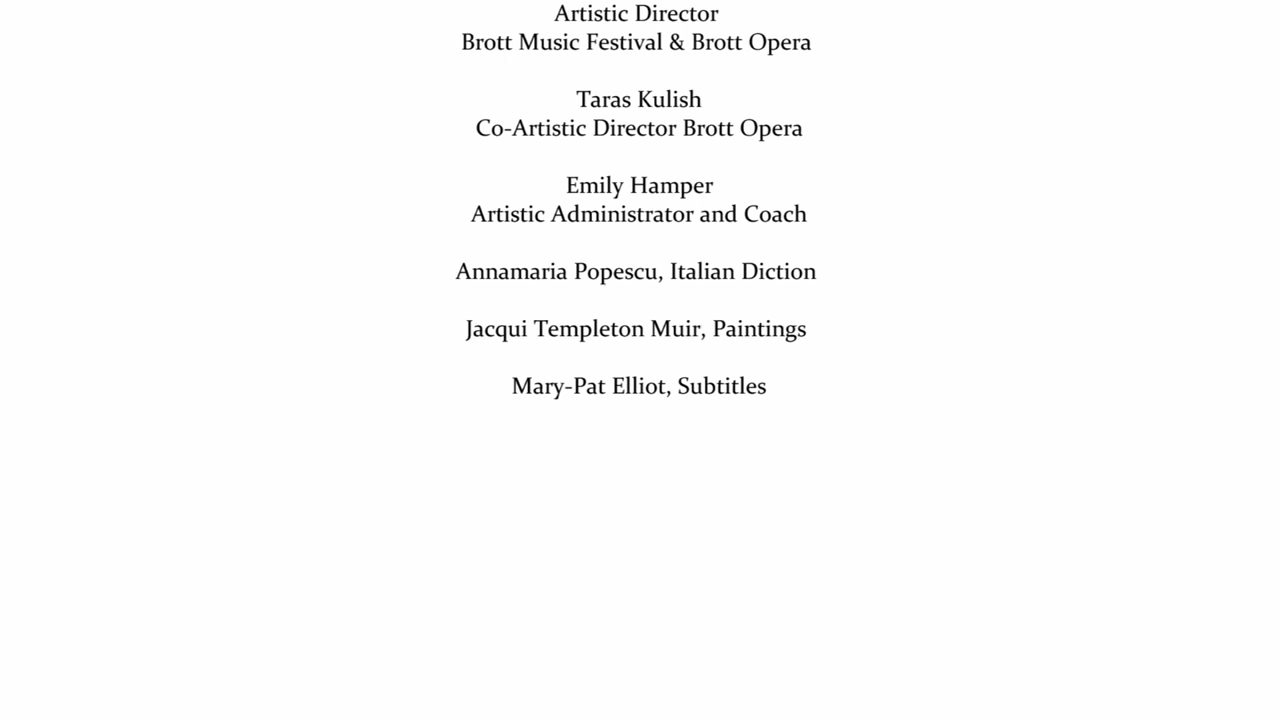 Artistic Director
Brott Music Festival & Brott Opera
Taras Kulish
Co-Artistic Director Brott Opera
Emily Hamper
Artistic Administrator and Coach
Annamaria Popescu, Italian Diction
Jacqui Templeton Muir, Paintings
Mary-Pat Elliot, Subtitles